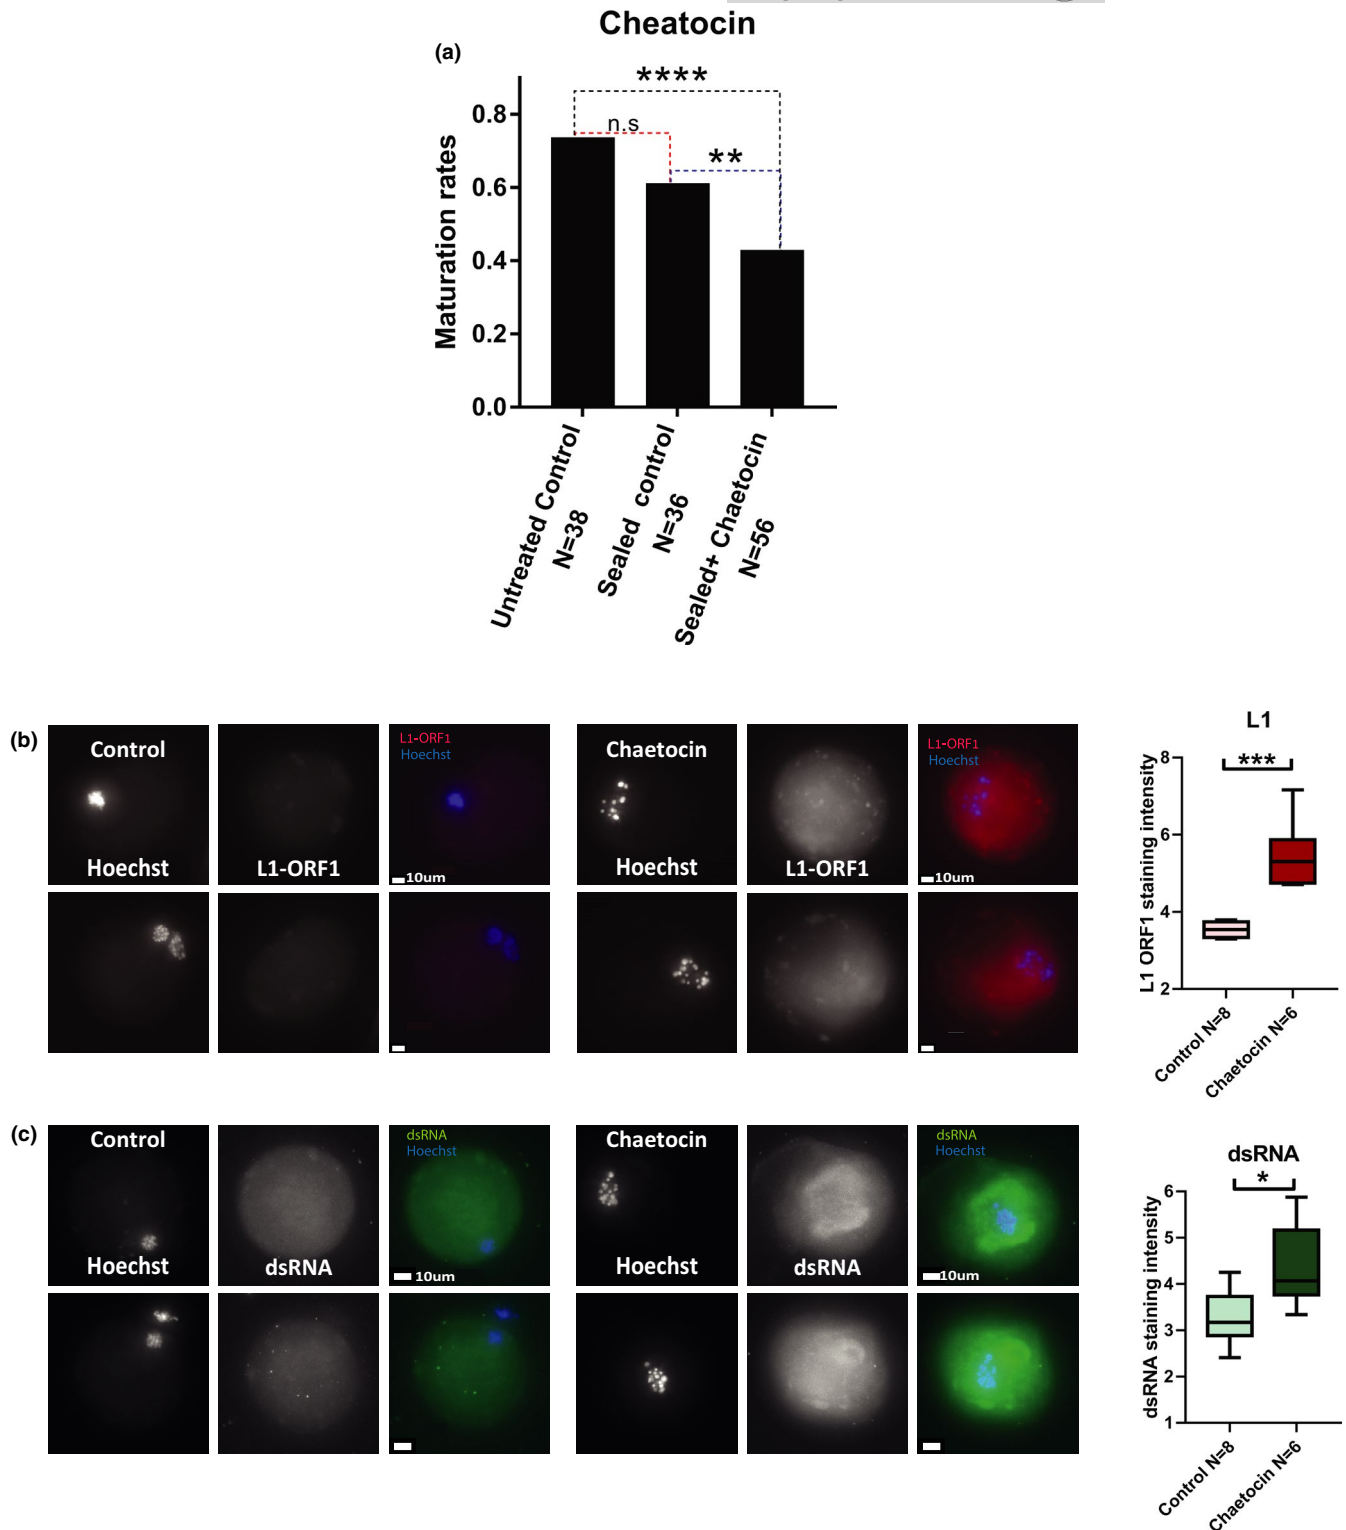 Cheatocin
(a)
****
n.s
**
Maturation rates
0.8
0.6
0.4
0.2
0.0
Untreated Control
N=38
Sealed control
N=36
Sealed+ Chaetocin
N=56
(b)
Control
Hoechst
L1-ORF1
L1-ORF1
Hoechst
10um
Chaetocin
Hoechst
L1-ORF1
L1-ORF1
Hoechst
10um
L1
***
L1 ORF1 staining intensity
8
6
4
2
Control N=8
Chaetocin N=6
(c)
Control
Hoechst
dsRNA
dsRNA
Hoechst
10um
Chaetocin
Hoechst
dsRNA
dsRNA
Hoechst
10um
dsRNA
*
dsRNA staining intensity
6
5
4
3
2
1
Control N=8
Chaetocin N=6